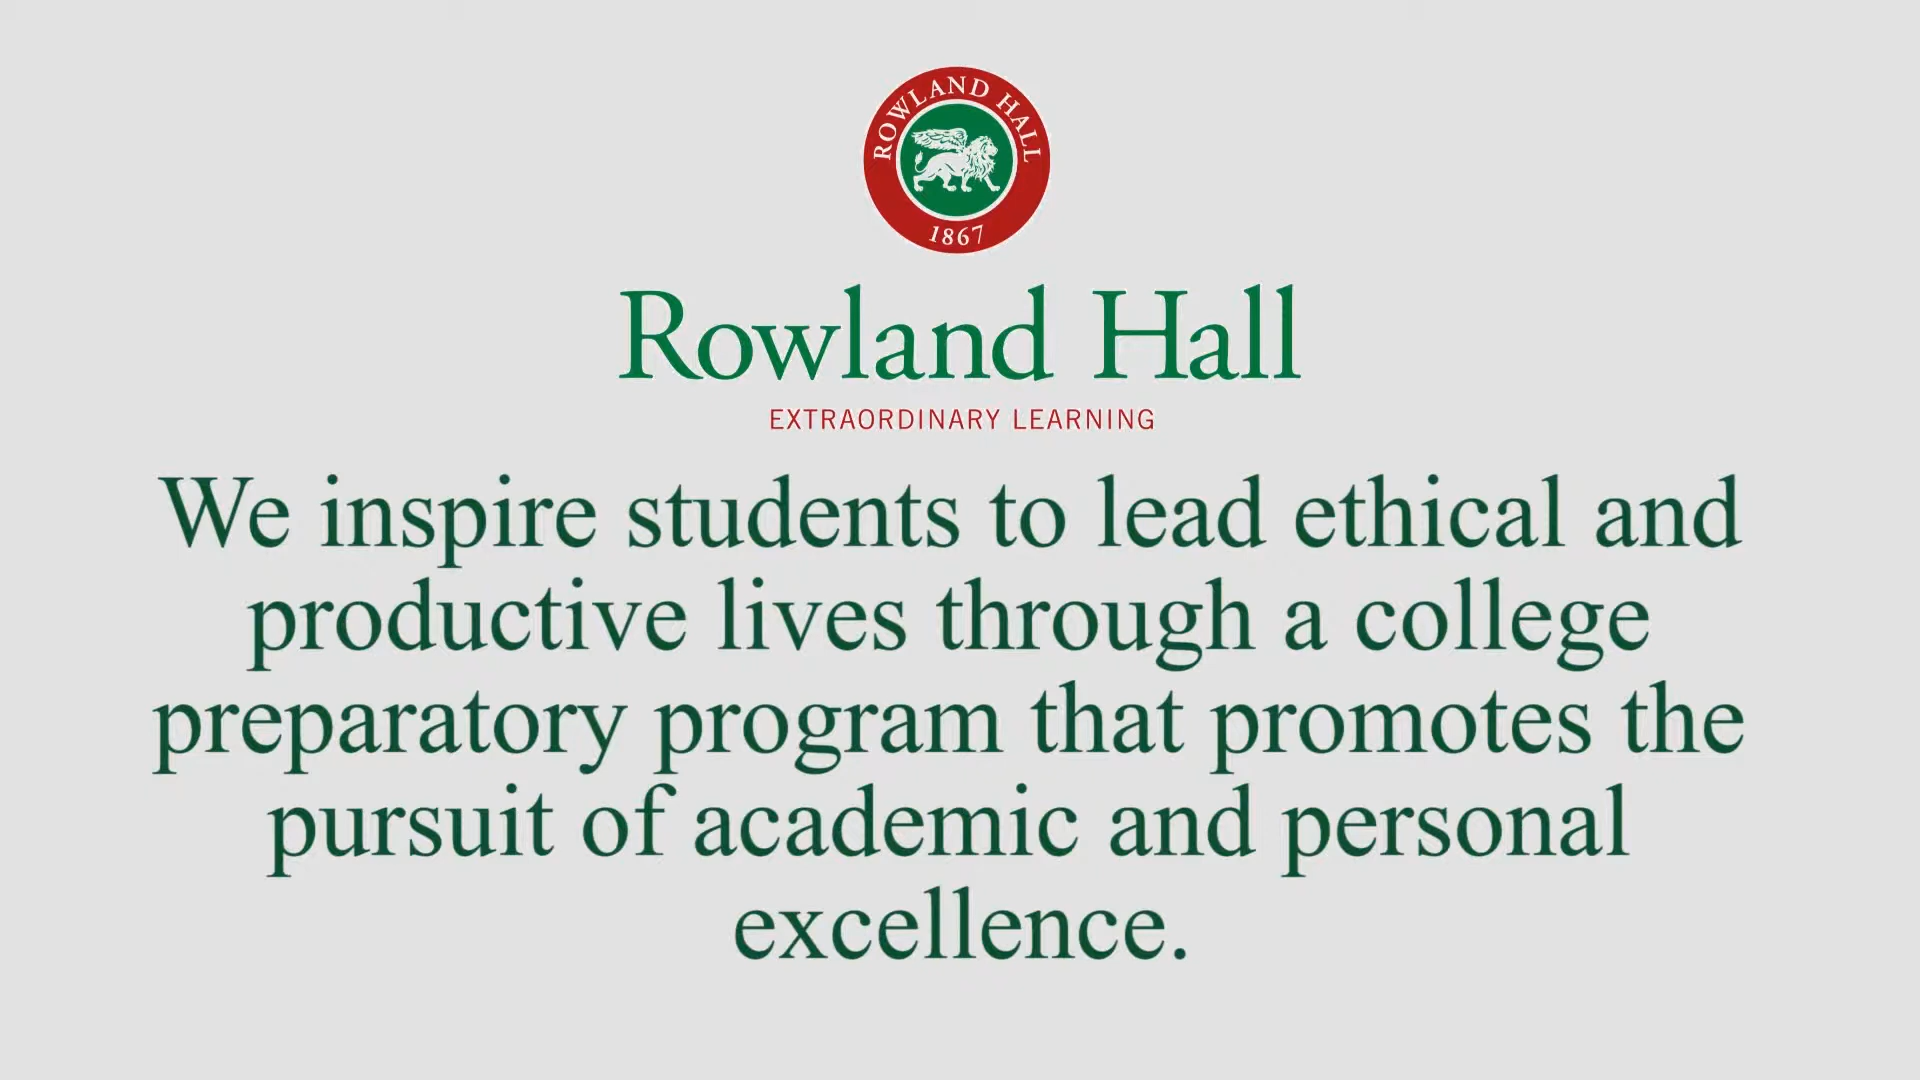 ROWLAND HALL
1867
Rowland Hall
EXTRAORDINARY LEARNING
We inspire students to lead ethical and
productive lives through a college
preparatory program that promotes the
pursuit of academic and personal
excellence.